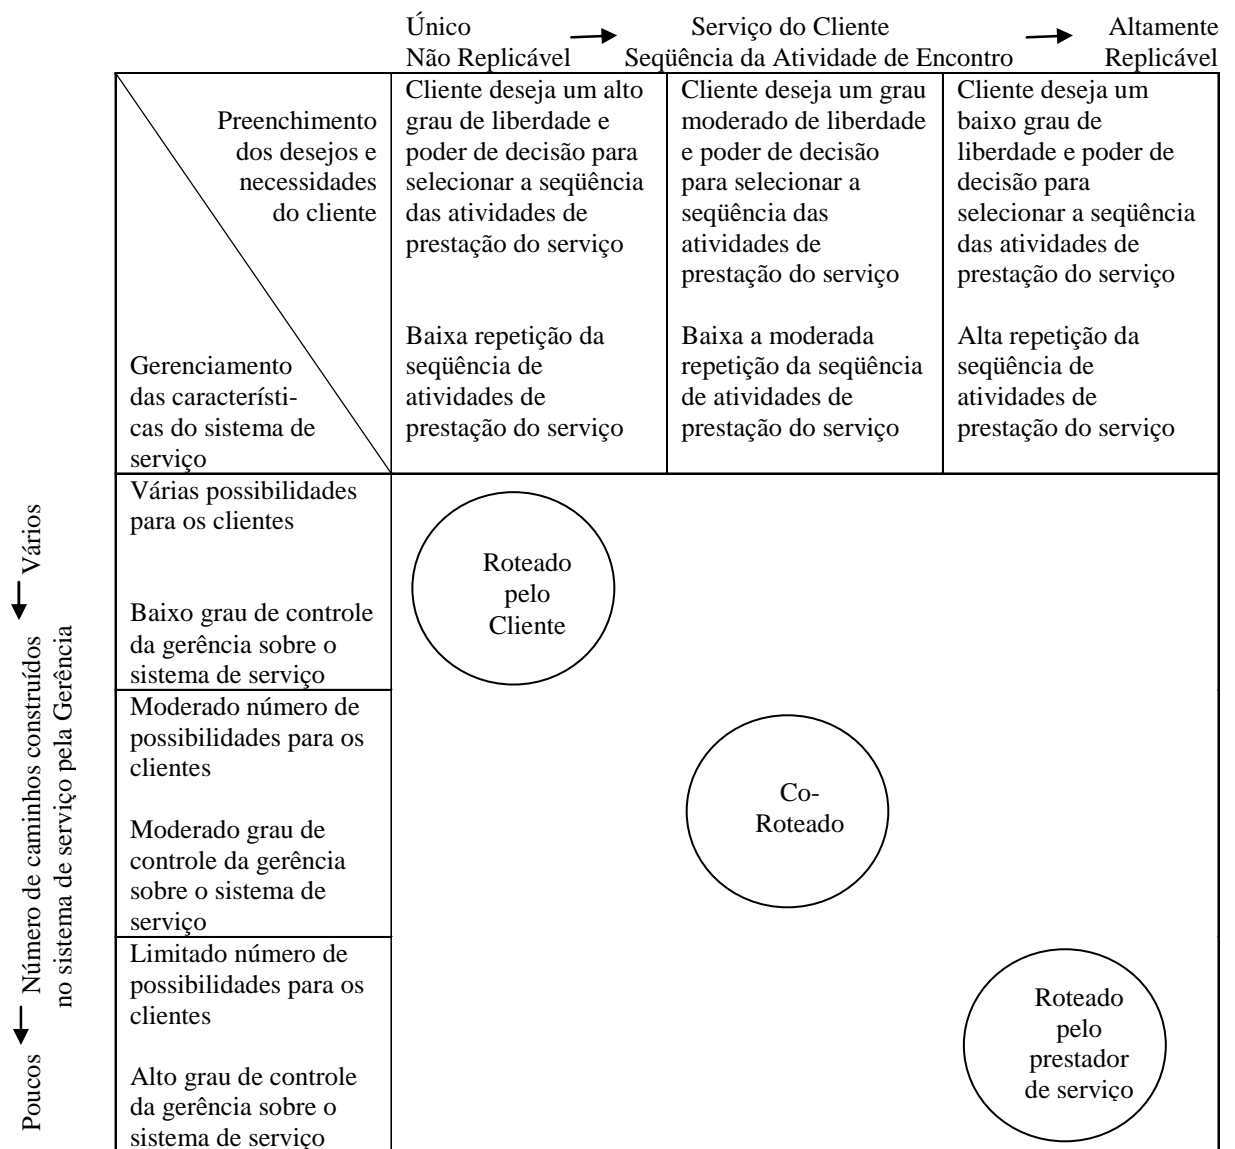 Único
Não Replicável
Serviço do Cliente
Seqüência da Atividade de Encontro
Altamente
Replicável
Preenchimento
dos desejos e
necessidades
do cliente
Gerenciamento
das característi-
cas do sistema de
serviço
Cliente deseja um alto
grau de liberdade e
poder de decisão para
selecionar a seqüência
das atividades de
prestação do serviço
Baixa repetição da
seqüência de
atividades de
prestação do serviço
Cliente deseja um grau
moderado de liberdade
e poder de decisão
para selecionar a
seqüência das
atividades de
prestação do serviço
Baixa a moderada
repetição da seqüência
de atividades de
prestação do serviço
Cliente deseja um
baixo grau de
liberdade e poder de
decisão para
selecionar a seqüência
das atividades de
prestação do serviço
Alta repetição da
seqüência de
atividades de
prestação do serviço
Vários
Número de caminhos construídos
no sistema de serviço pela Gerência
Poucos
Várias possibilidades
para os clientes
Baixo grau de controle
da gerência sobre o
sistema de serviço
Roteado
pelo
Cliente
Moderado número de
possibilidades para os
clientes
Moderado grau de
controle da gerência
sobre o sistema de
serviço
Co-
Roteado
Limitado número de
possibilidades para os
clientes
Alto grau de controle
da gerência sobre o
sistema de serviço
Roteado
pelo
prestador
de serviço